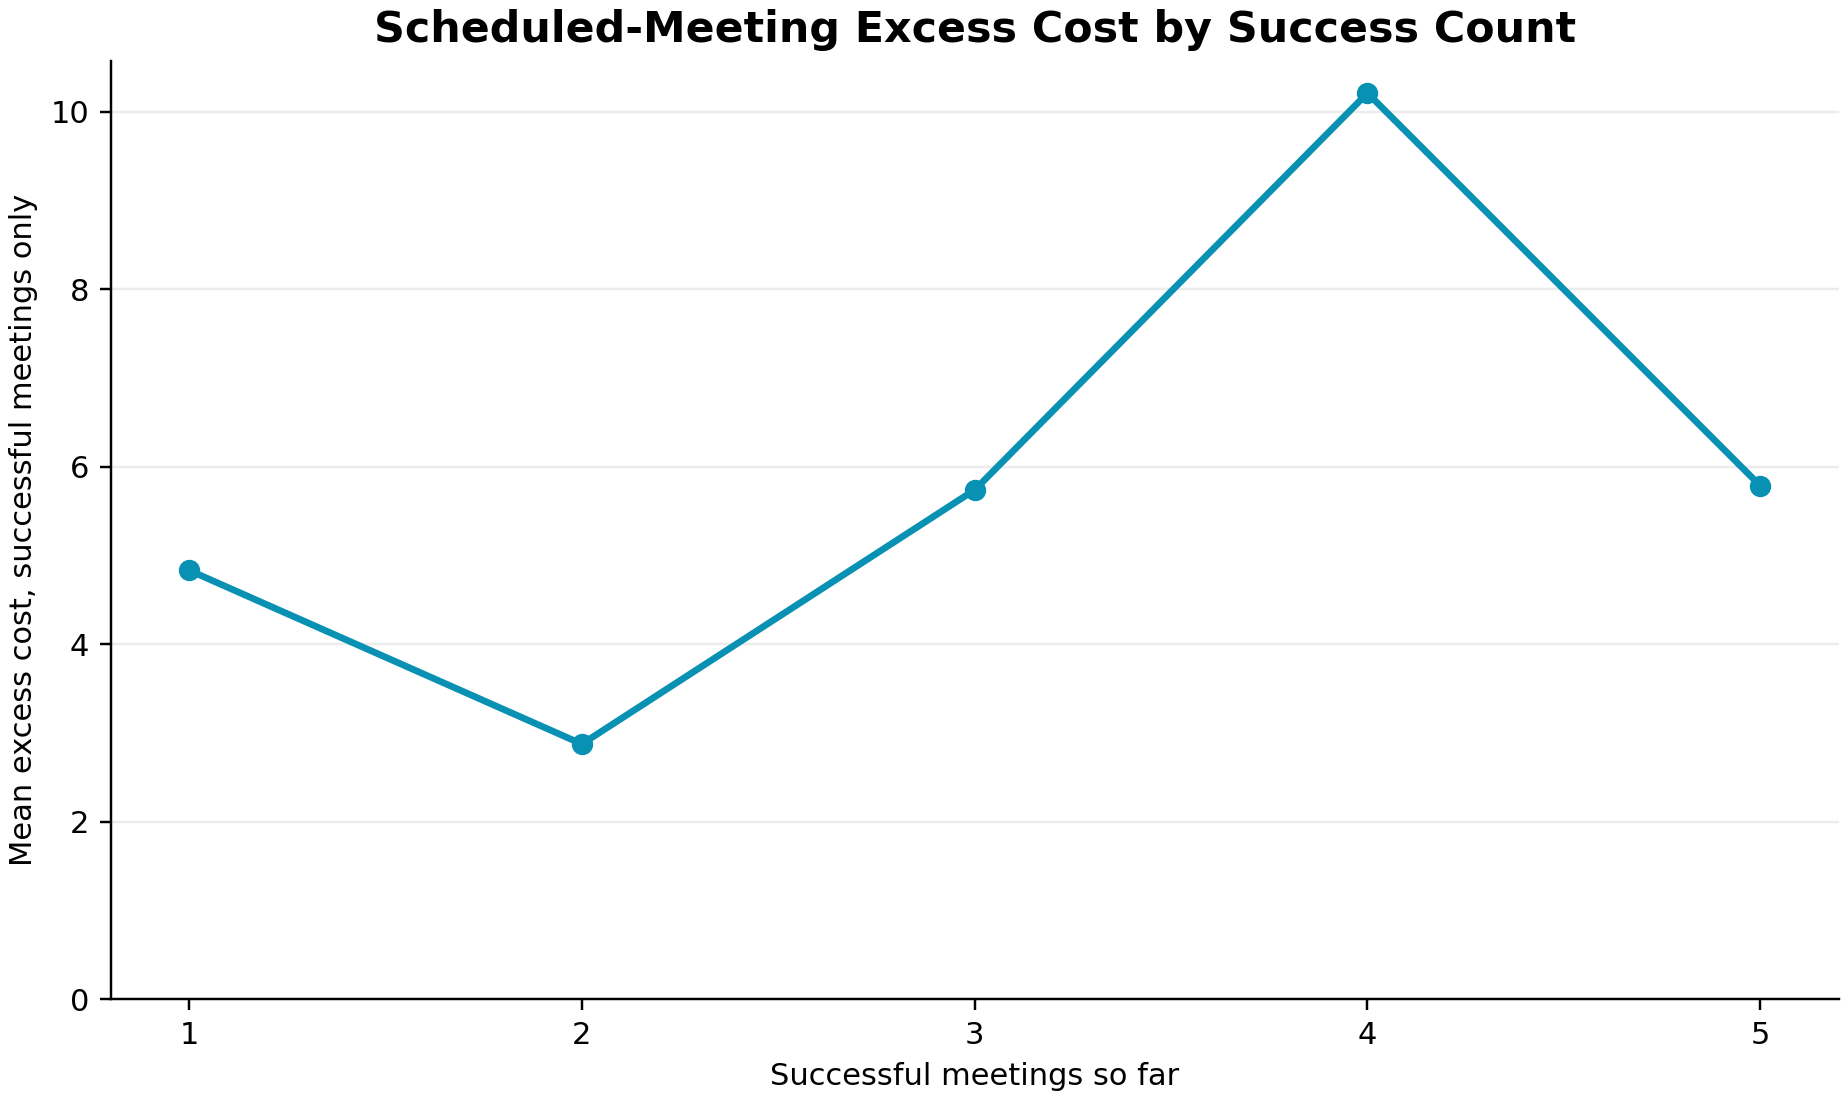 Scheduled-Meeting Excess Cost by Success Count
Mean excess cost, successful meetings only
10
8
6
4
2
0
1 2 3 4 5
Successful meetings so far